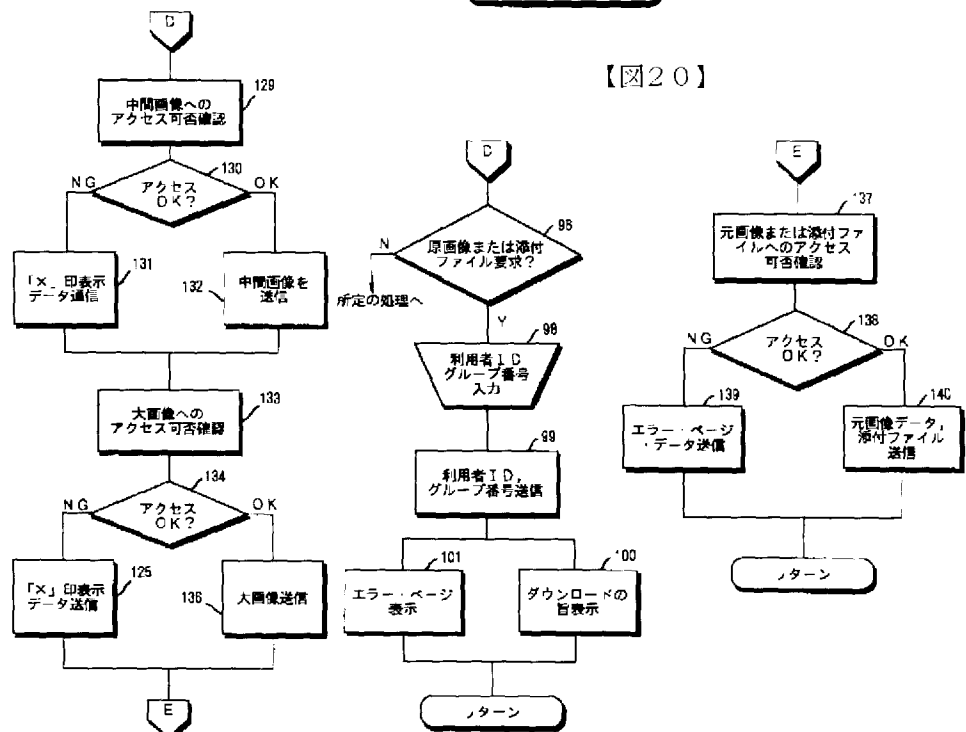 D
129
中間画像への
アクセス可否確認
130
NG
アクセス
OK?
OK
131
「×」印表示
データ通信
132
中間画像を
送信
133
大画像への
アクセス可否確認
134
NG
アクセス
OK?
OK
125
「×」印表示
データ送信
136
大画像送信
E
【図20】
D
96
N
原画像または添付
ファイル要求?
所定の処理へ
Y
98
利用者ID
グループ番号
入力
99
利用者ID,
グループ番号送信
101
エラー・ページ
表示
100
ダウンロードの
旨表示
リターン
E
137
元画像または添付ファ
イルへのアクセス
可否確認
138
NG
アクセス
OK?
OK
139
エラー・ページ
・データ送信
140
元画像データ,
添付ファイル
送信
リターン